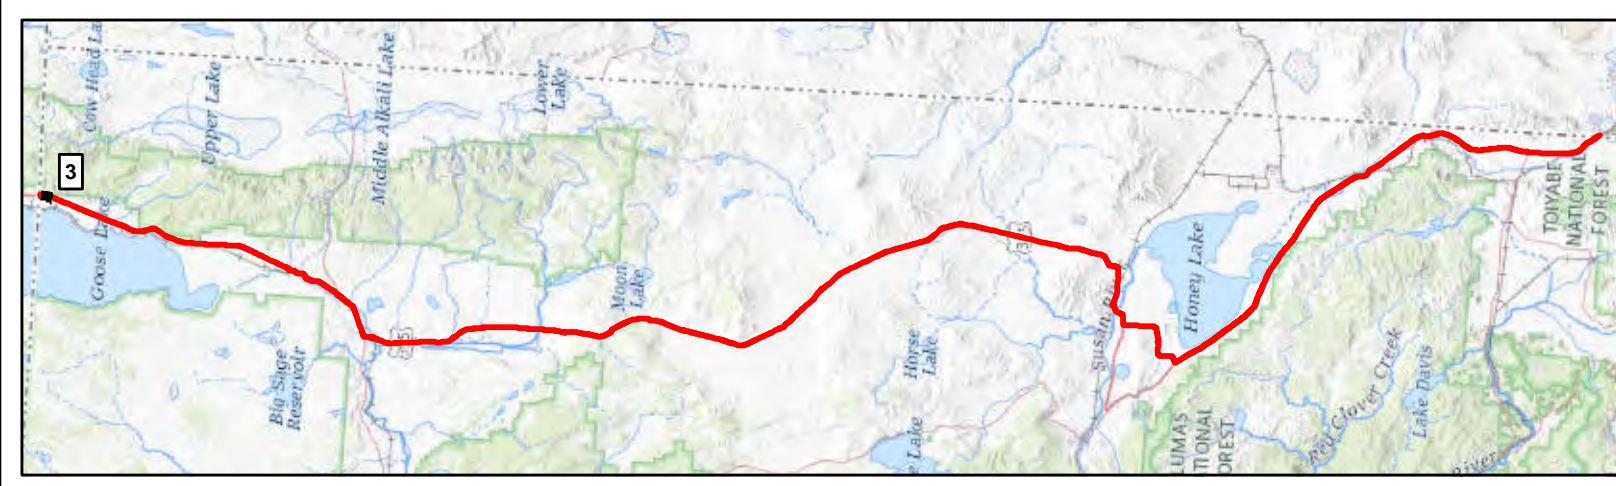 Cow Head La
Upper Lake
Middle Alkali Lake
Lower
Lake
3
Goose Lake
Big Sage
Reservoir
395
Moon
Lake
Horse
Lake
e Lake
395
Honey Lake
LUMAS
TIONAL
OREST
Red Clover Creek
Lake Davis
River
TOIYABE
NATIONAL
FOREST